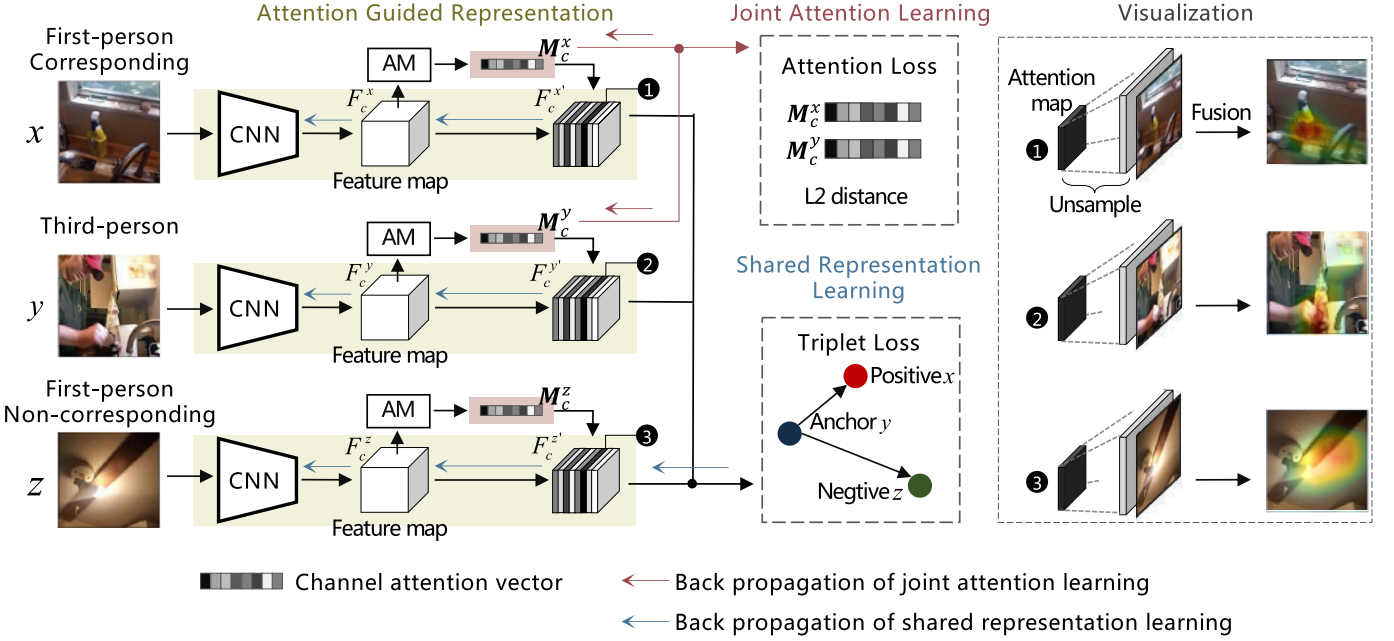 Attention Guided Representation
Joint Attention Learning
Visualization
First-person
Corresponding
x
CNN
F_c^x
AM
M_c^x
F_c^x'
1
Feature map
Third-person
y
CNN
F_c^y
AM
M_c^y
F_c^y'
2
Feature map
First-person
Non-corresponding
z
CNN
F_c^z
AM
M_c^z
F_c^z'
3
Feature map
Attention Loss
M_c^x
M_c^y
L2 distance
Shared Representation
Learning
Triplet Loss
Positive x
Anchor y
Negtive z
Attention
map
1
Unsample
Fusion
2
3
Channel attention vector
Back propagation of joint attention learning
Back propagation of shared representation learning